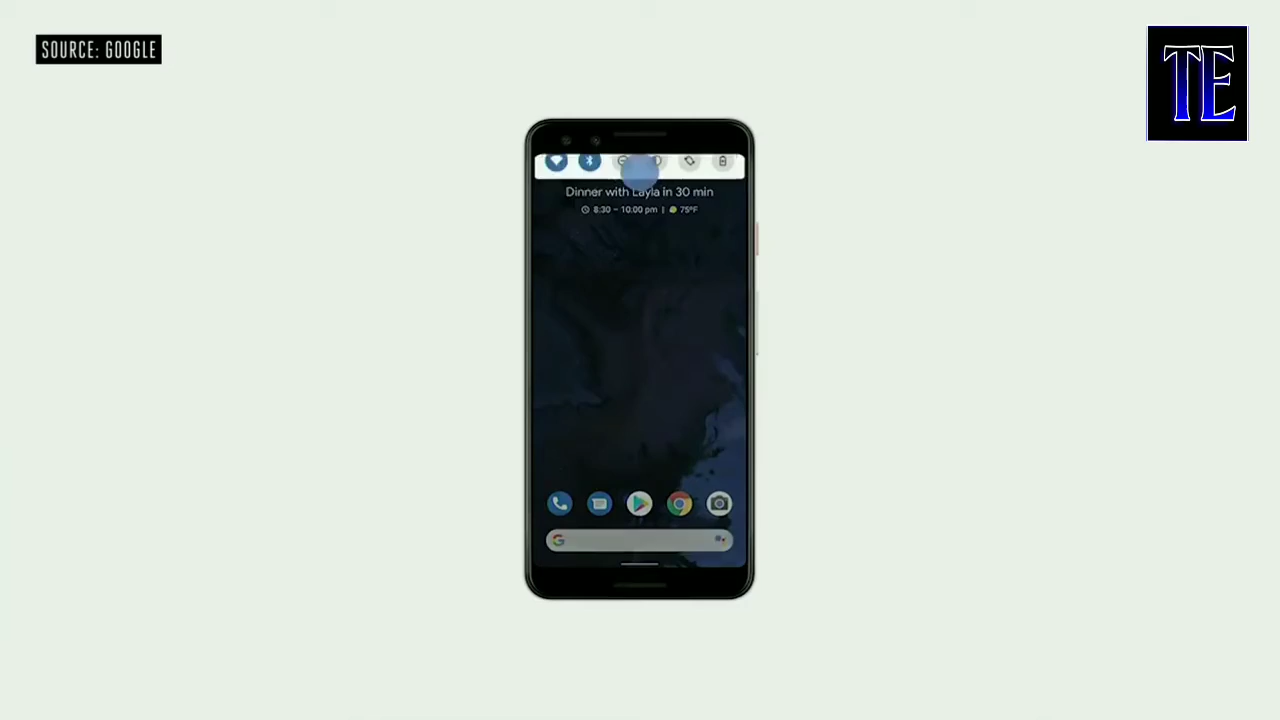 SOURCE: GOOGLE
TE
Dinner with Layla in 30 min
8:30 – 10:00 pm | 75°F